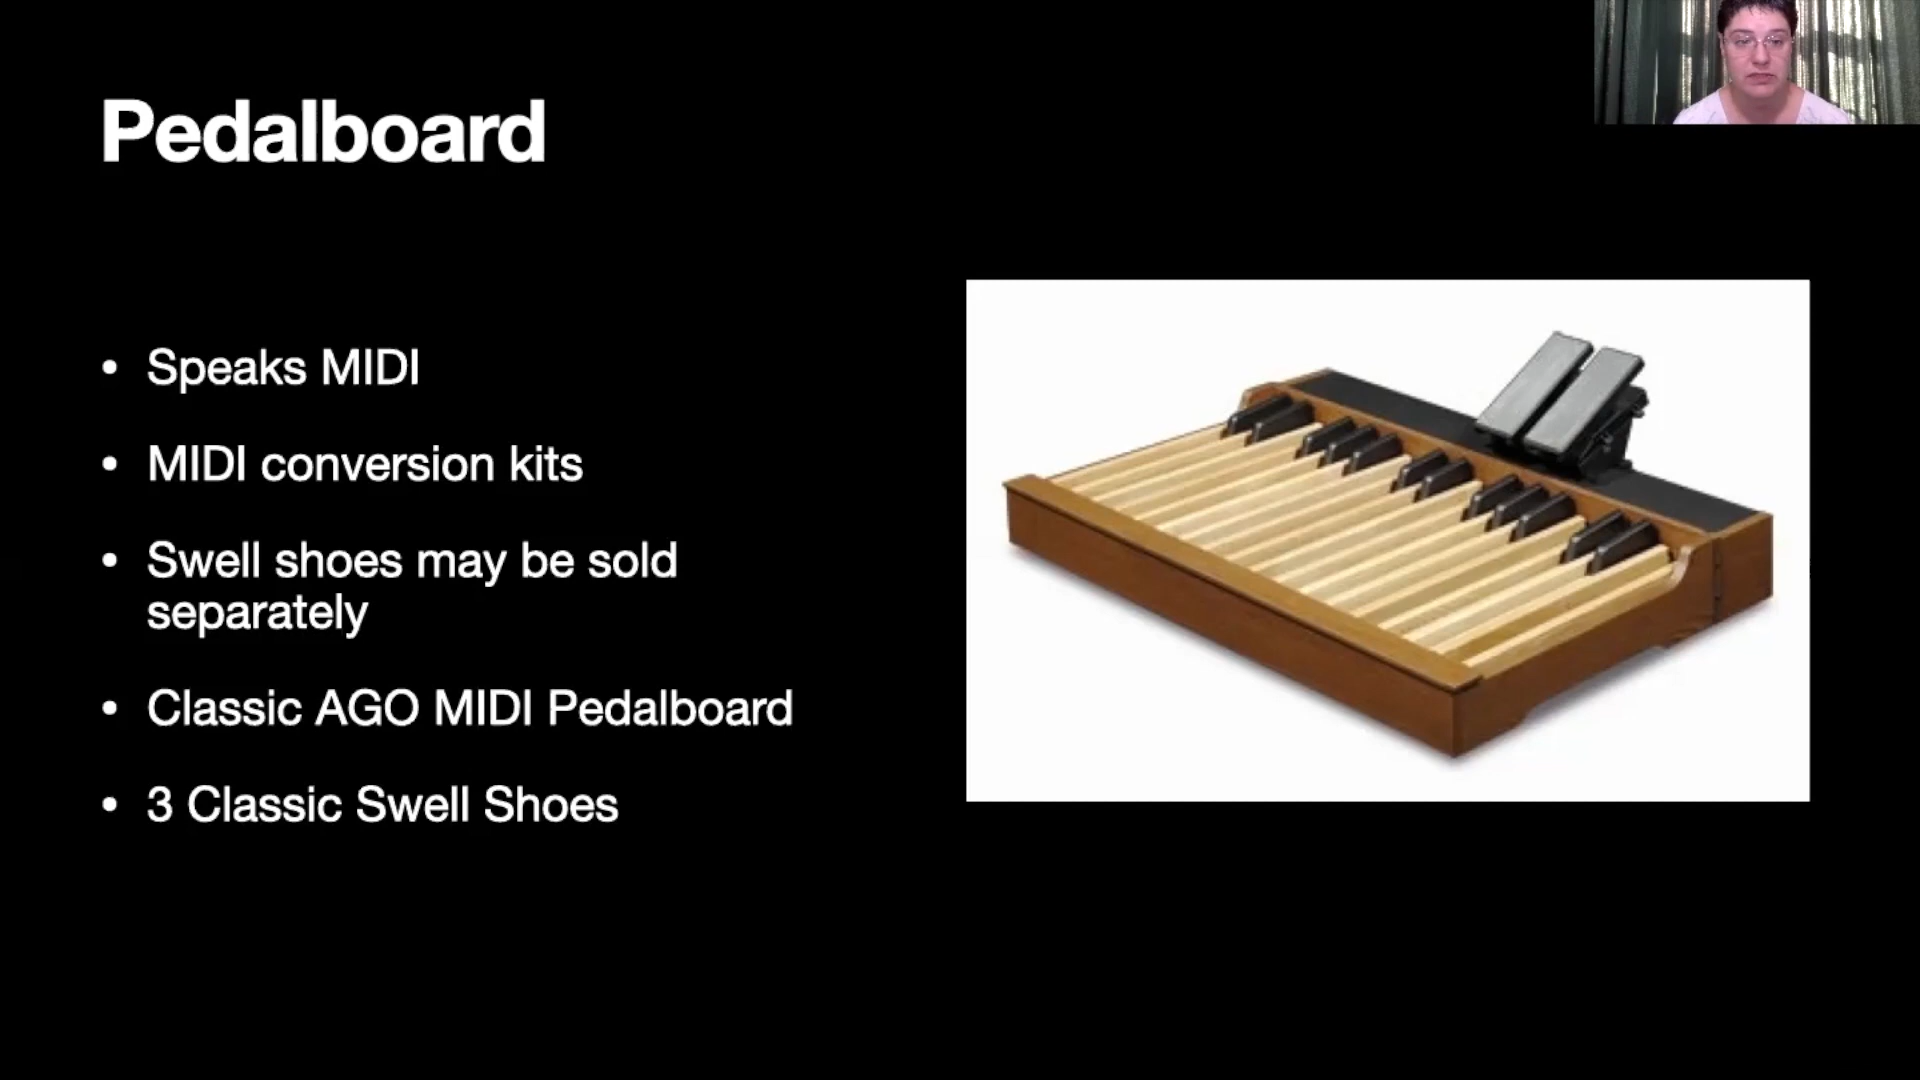 Pedalboard
• Speaks MIDI
• MIDI conversion kits
• Swell shoes may be sold
separately
• Classic AGO MIDI Pedalboard
• 3 Classic Swell Shoes